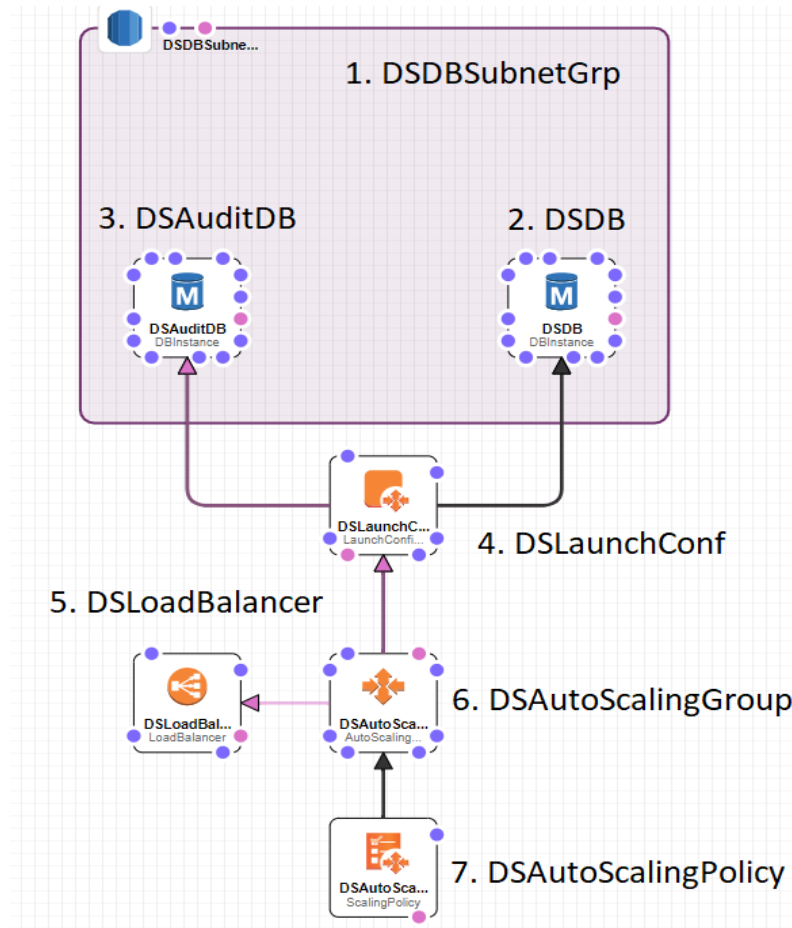 DSDBSubne...
1. DSDBSubnetGrp
3. DSAuditDB
2. DSDB
M
DSAuditDB
DBInstance
M
DSDB
DBInstance
DSLaunchC...
LaunchConfi...
4. DSLaunchConf
5. DSLoadBalancer
DSLoadBal...
LoadBalancer
DSAutoSca...
AutoScaling...
6. DSAutoScalingGroup
DSAutoSca...
ScalingPolicy
7. DSAutoScalingPolicy